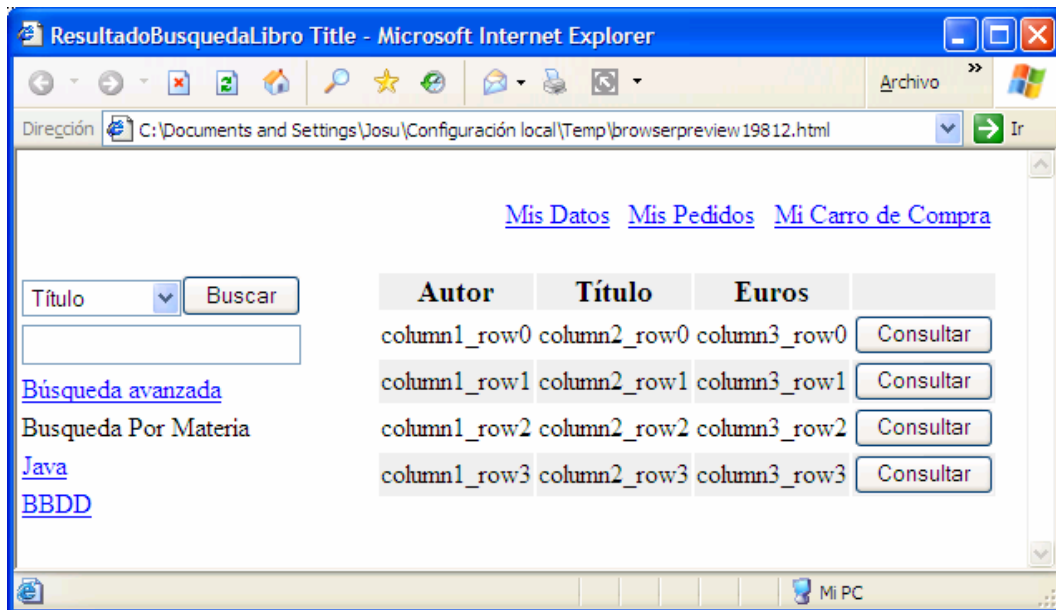 ResultadoBusquedaLibro Title - Microsoft Internet Explorer
Archivo »
Dirección C:\Documents and Settings\Josu\Configuración local\Temp\browserpreview19812.html Ir
Mis Datos Mis Pedidos Mi Carro de Compra
Título Buscar
Búsqueda avanzada
Busqueda Por Materia
Java
BBDD
Autor Título Euros
column1_row0 column2_row0 column3_row0 Consultar
column1_row1 column2_row1 column3_row1 Consultar
column1_row2 column2_row2 column3_row2 Consultar
column1_row3 column2_row3 column3_row3 Consultar
Mi PC